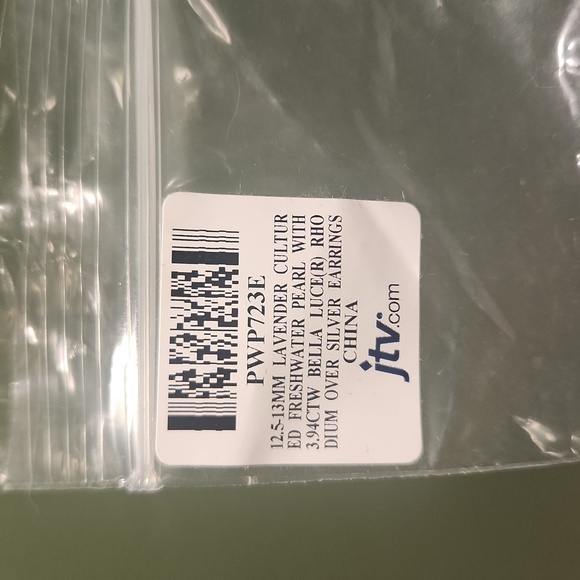 PWP723E
12.5-13MM LAVENDER CULTUR
ED FRESHWATER PEARL WITH
3.94CTW BELLA LUCE(R) RHO
DIUM OVER SILVER EARRINGS
CHINA
jtv.com